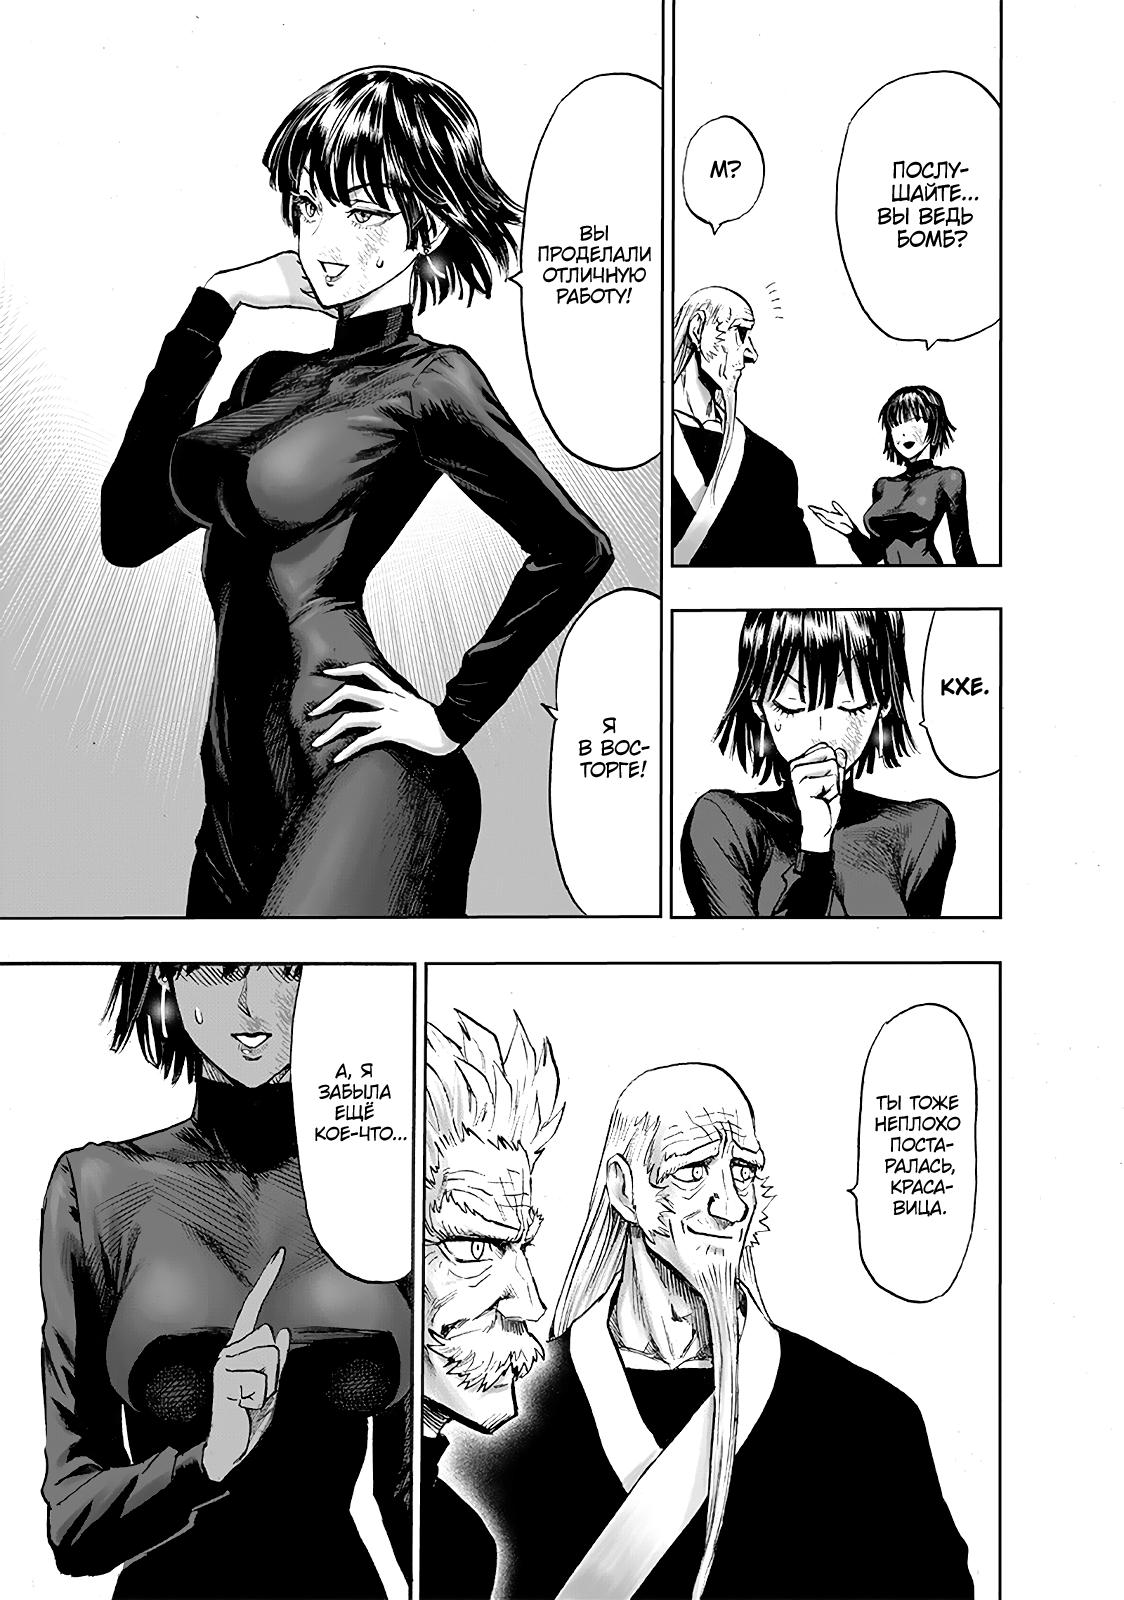 ПОСЛУ-
ШАЙТЕ...
ВЫ ВЕДЬ
БОМБ?
М?
КХЕ.
ВЫ
ПРОДЕЛАЛИ
ОТЛИЧНУЮ
РАБОТУ!
Я
В ВОС-
ТОРГЕ!
ТЫ ТОЖЕ
НЕПЛОХО
ПОСТА-
РАЛАСЬ,
КРАСА-
ВИЦА.
А, Я
ЗАБЫЛА
ЕЩЁ
КОЕ-ЧТО...